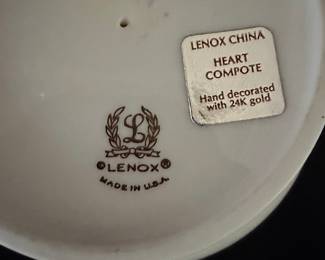 LENOX CHINA
HEART
COMPOTE
Hand decorated
with 24K gold
L
©LENOX®
MADE IN U.S.A.